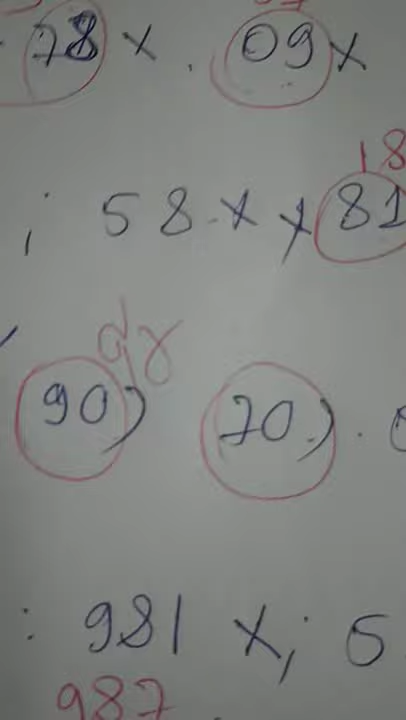 78 x . 09 x
18
; 58 x x 81
98
90) 70) .
: 981 x ; 5
987